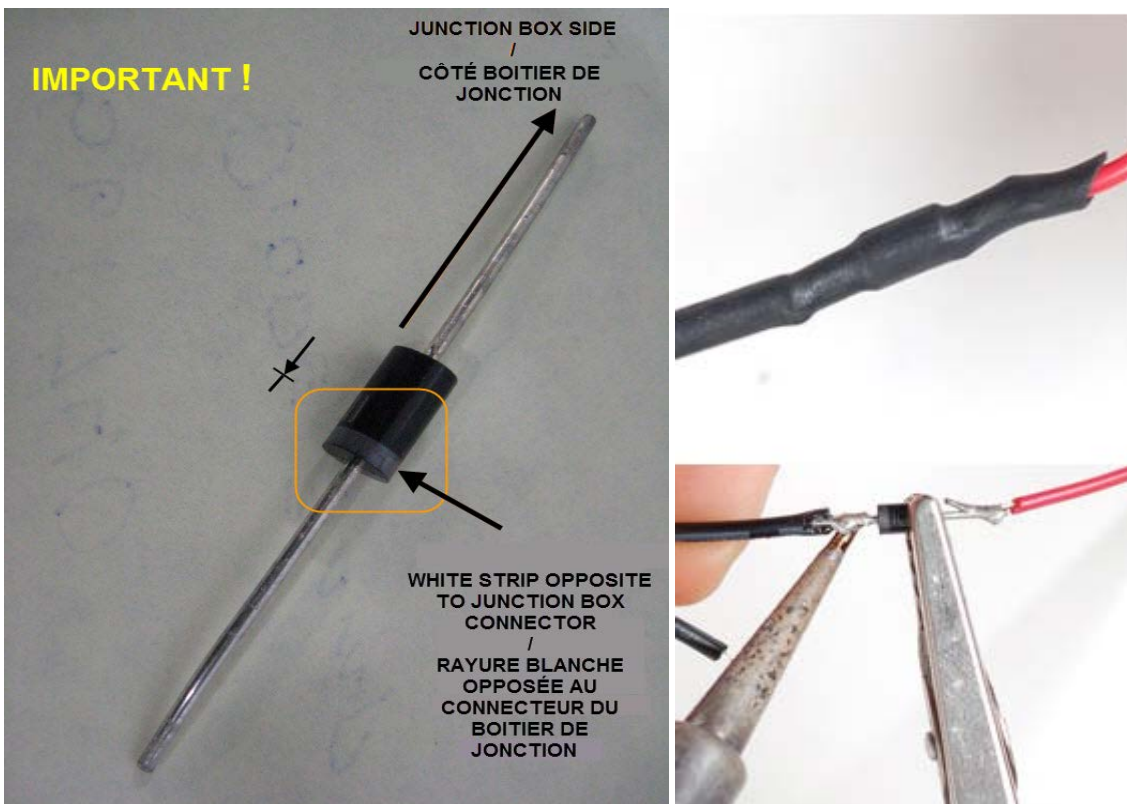 IMPORTANT !
JUNCTION BOX SIDE
/
CÔTÉ BOITIER DE
JONCTION
WHITE STRIP OPPOSITE
TO JUNCTION BOX
CONNECTOR
/
RAYURE BLANCHE
OPPOSÉE AU
CONNECTEUR DU
BOITIER DE
JONCTION